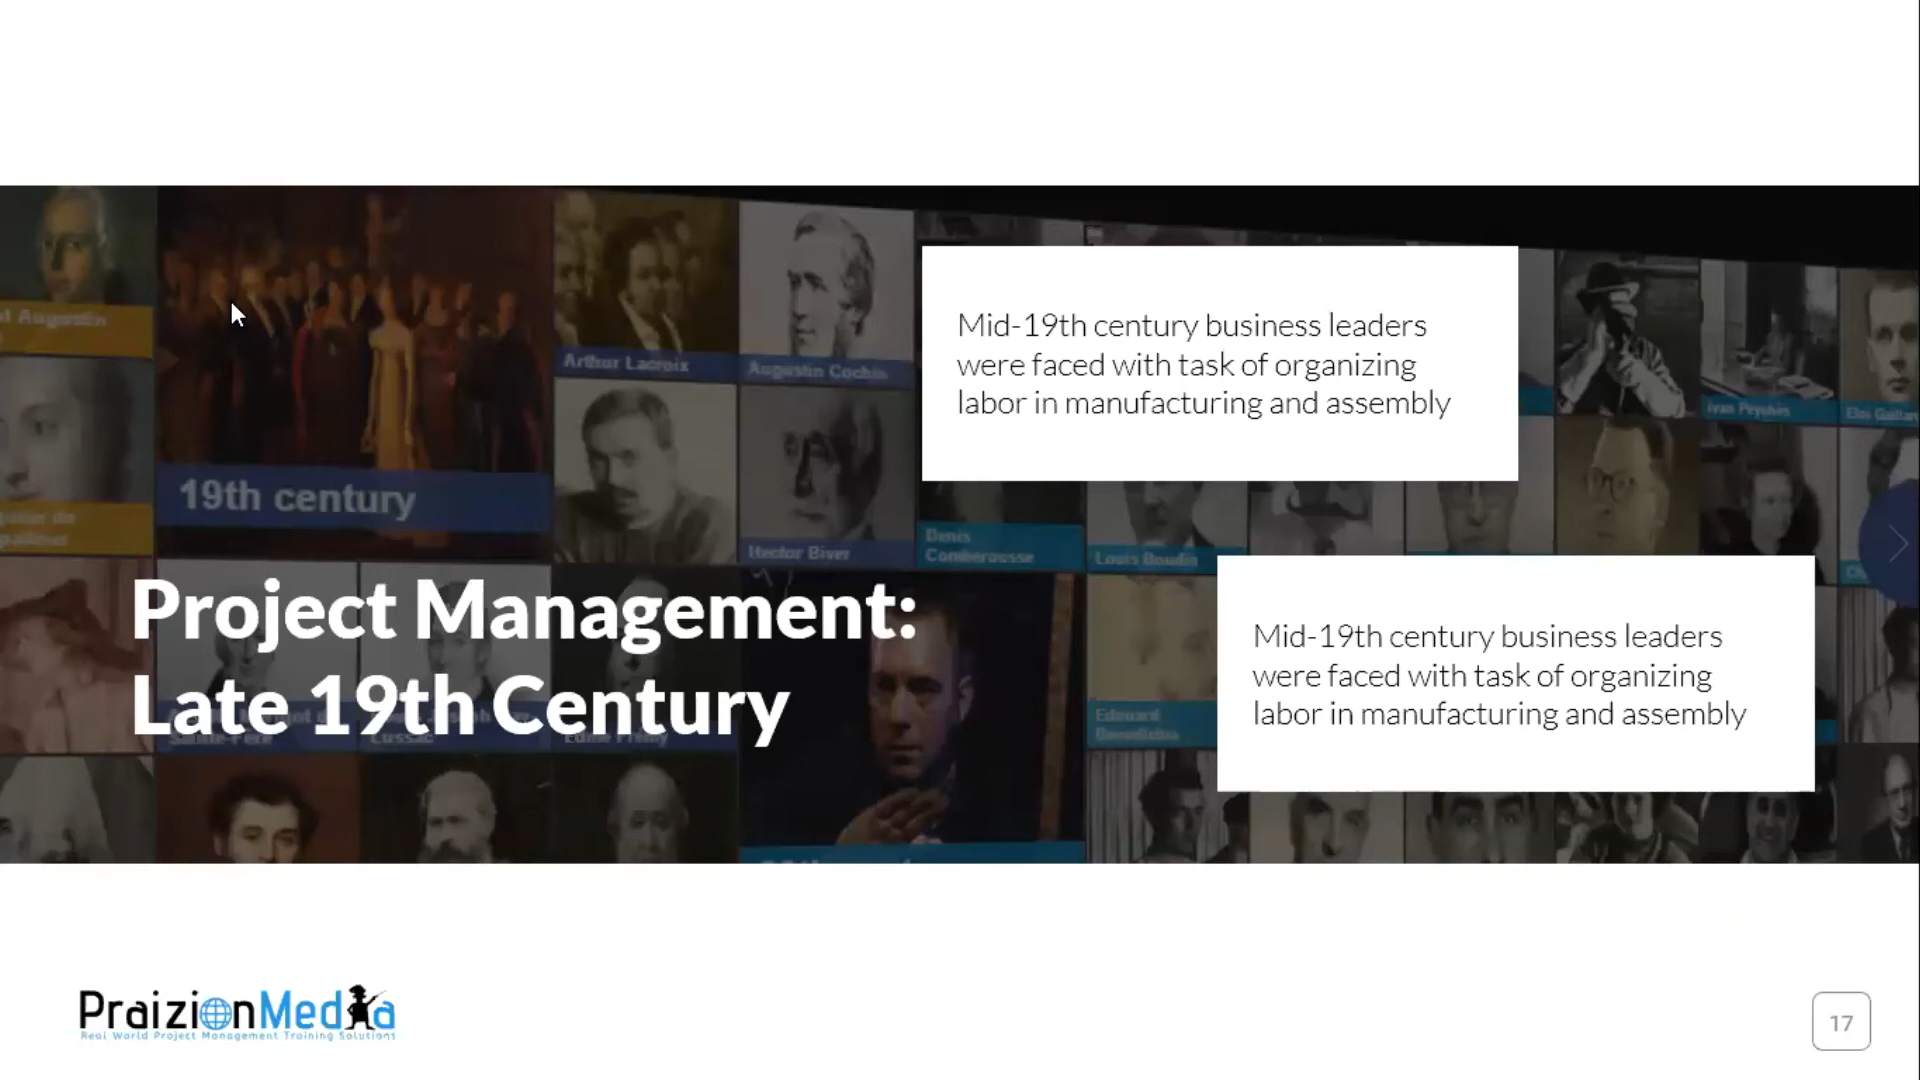 Arthur Lacroix
Augustin Cochin
Mid-19th century business leaders
were faced with task of organizing
labor in manufacturing and assembly
19th century
Hector Biver
Denis
Comberousse
Louis Boudin
Project Management:
Late 19th Century
Mid-19th century business leaders
were faced with task of organizing
labor in manufacturing and assembly
Edouard
Benedictus
PraizionMedia
Real World Project Management Training Solutions
17